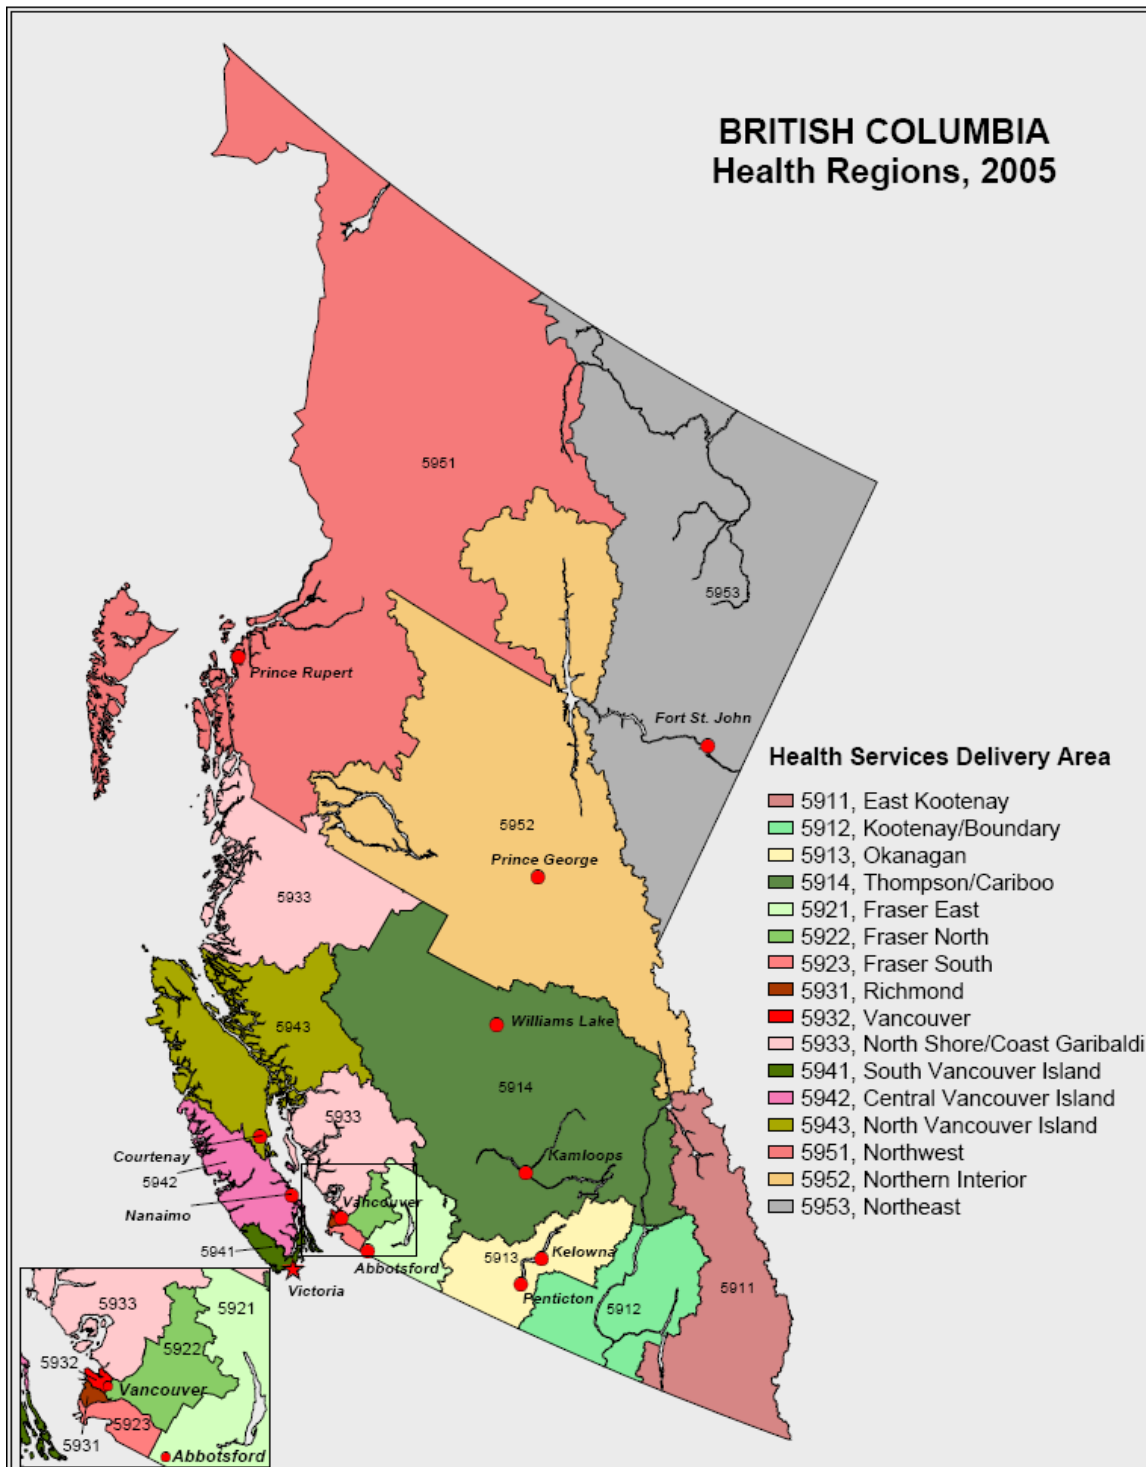 BRITISH COLUMBIA
Health Regions, 2005
5951
5953
Prince Rupert
Fort St. John
Health Services Delivery Area
5911, East Kootenay
5912, Kootenay/Boundary
5913, Okanagan
5914, Thompson/Cariboo
5921, Fraser East
5922, Fraser North
5923, Fraser South
5931, Richmond
5932, Vancouver
5933, North Shore/Coast Garibaldi
5941, South Vancouver Island
5942, Central Vancouver Island
5943, North Vancouver Island
5951, Northwest
5952, Northern Interior
5953, Northeast
5952
Prince George
5933
Williams Lake
5943
5914
5933
Courtenay
5942
Kamloops
Nanaimo
Vancouver
5941
Abbotsford
5913
Kelowna
Victoria
Penticton
5912
5911
5933
5921
5922
5932
Vancouver
5923
5931
Abbotsford